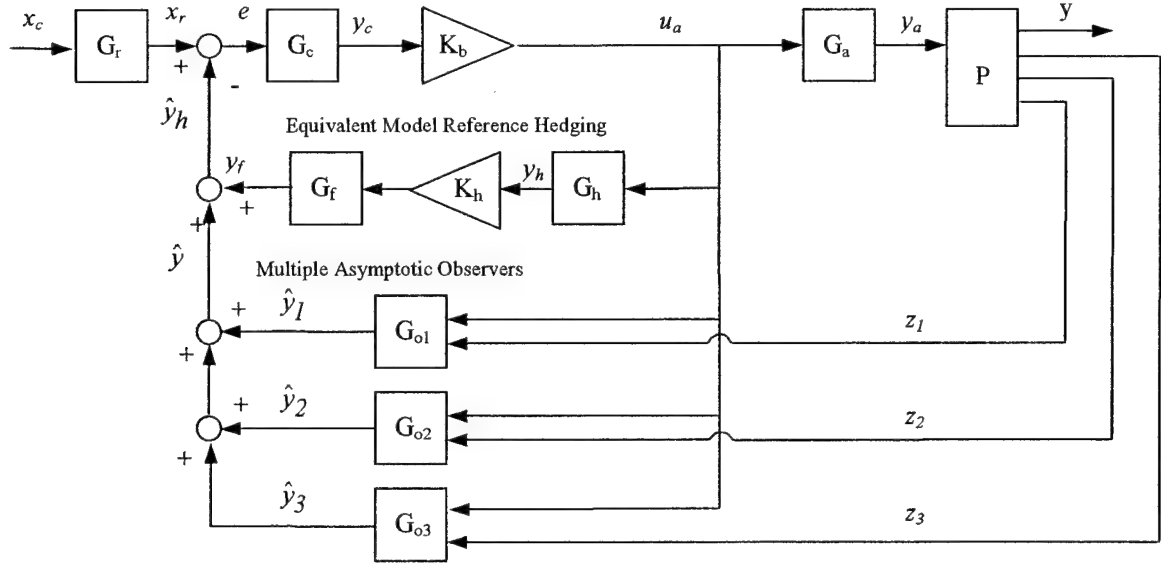 x_c
G_r
x_r
+
-
e
G_c
y_c
K_b
u_a
G_a
y_a
P
y
ŷ_h
Equivalent Model Reference Hedging
y_f
+
+
G_f
K_h
y_h
G_h
ŷ
Multiple Asymptotic Observers
+
+
ŷ_1
G_o1
z_1
+
+
ŷ_2
G_o2
z_2
ŷ_3
G_o3
z_3